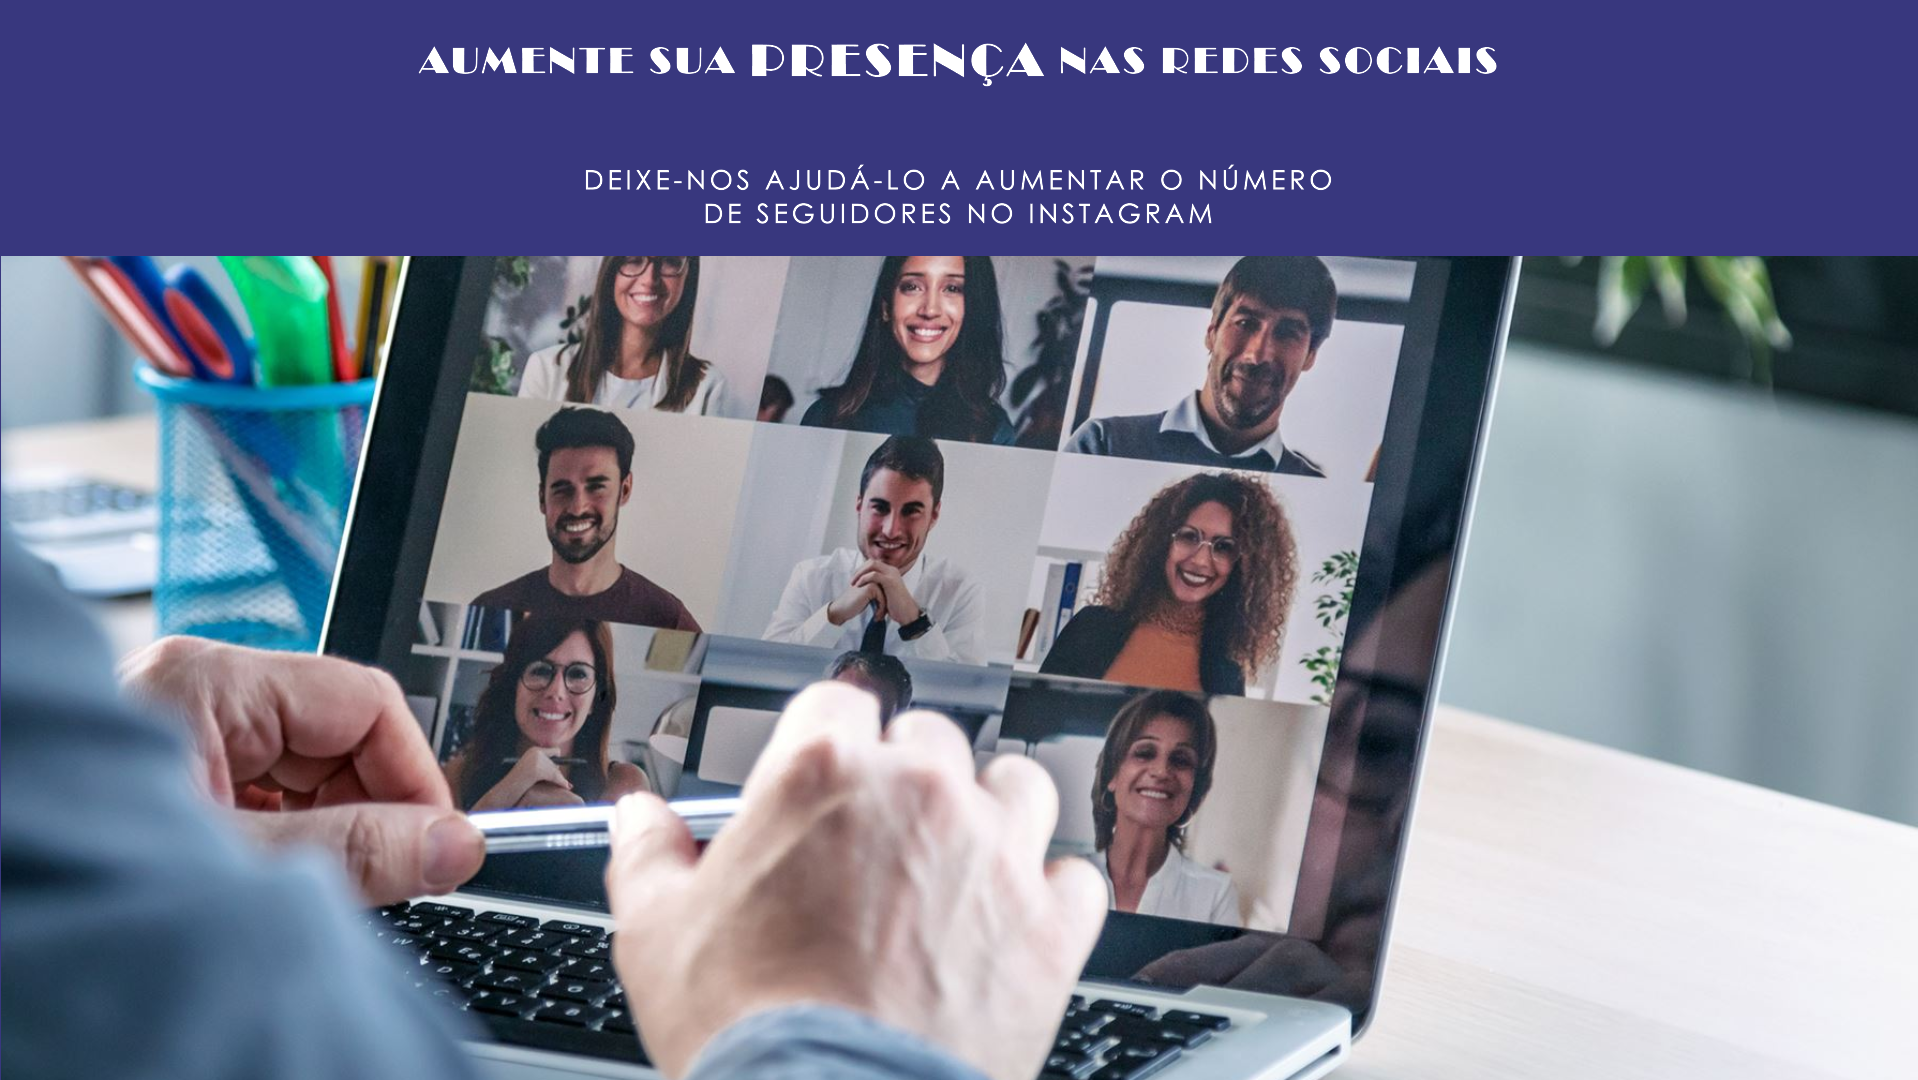 AUMENTE SUA PRESENÇA NAS REDES SOCIAIS
DEIXE-NOS AJUDÁ-LO A AUMENTAR O NÚMERO
DE SEGUIDORES NO INSTAGRAM